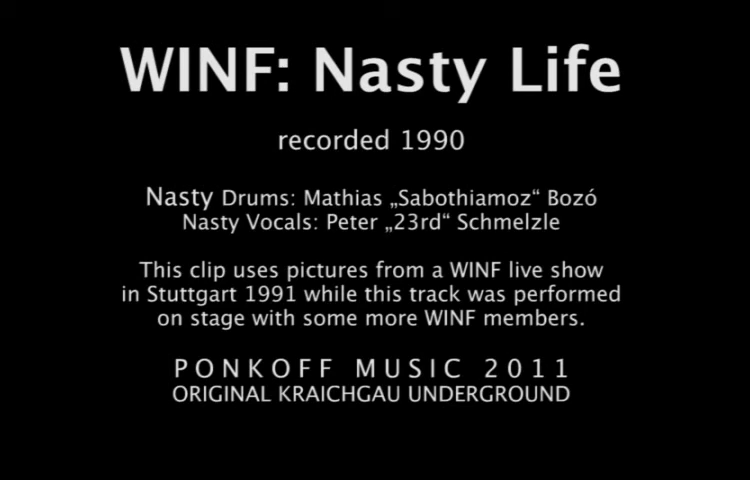 WINF: Nasty Life
recorded 1990
Nasty Drums: Mathias „Sabothiamoz“ Bozó
Nasty Vocals: Peter „23rd“ Schmelzle
This clip uses pictures from a WINF live show
in Stuttgart 1991 while this track was performed
on stage with some more WINF members.
PONKOFF MUSIC 2011
ORIGINAL KRAICHGAU UNDERGROUND